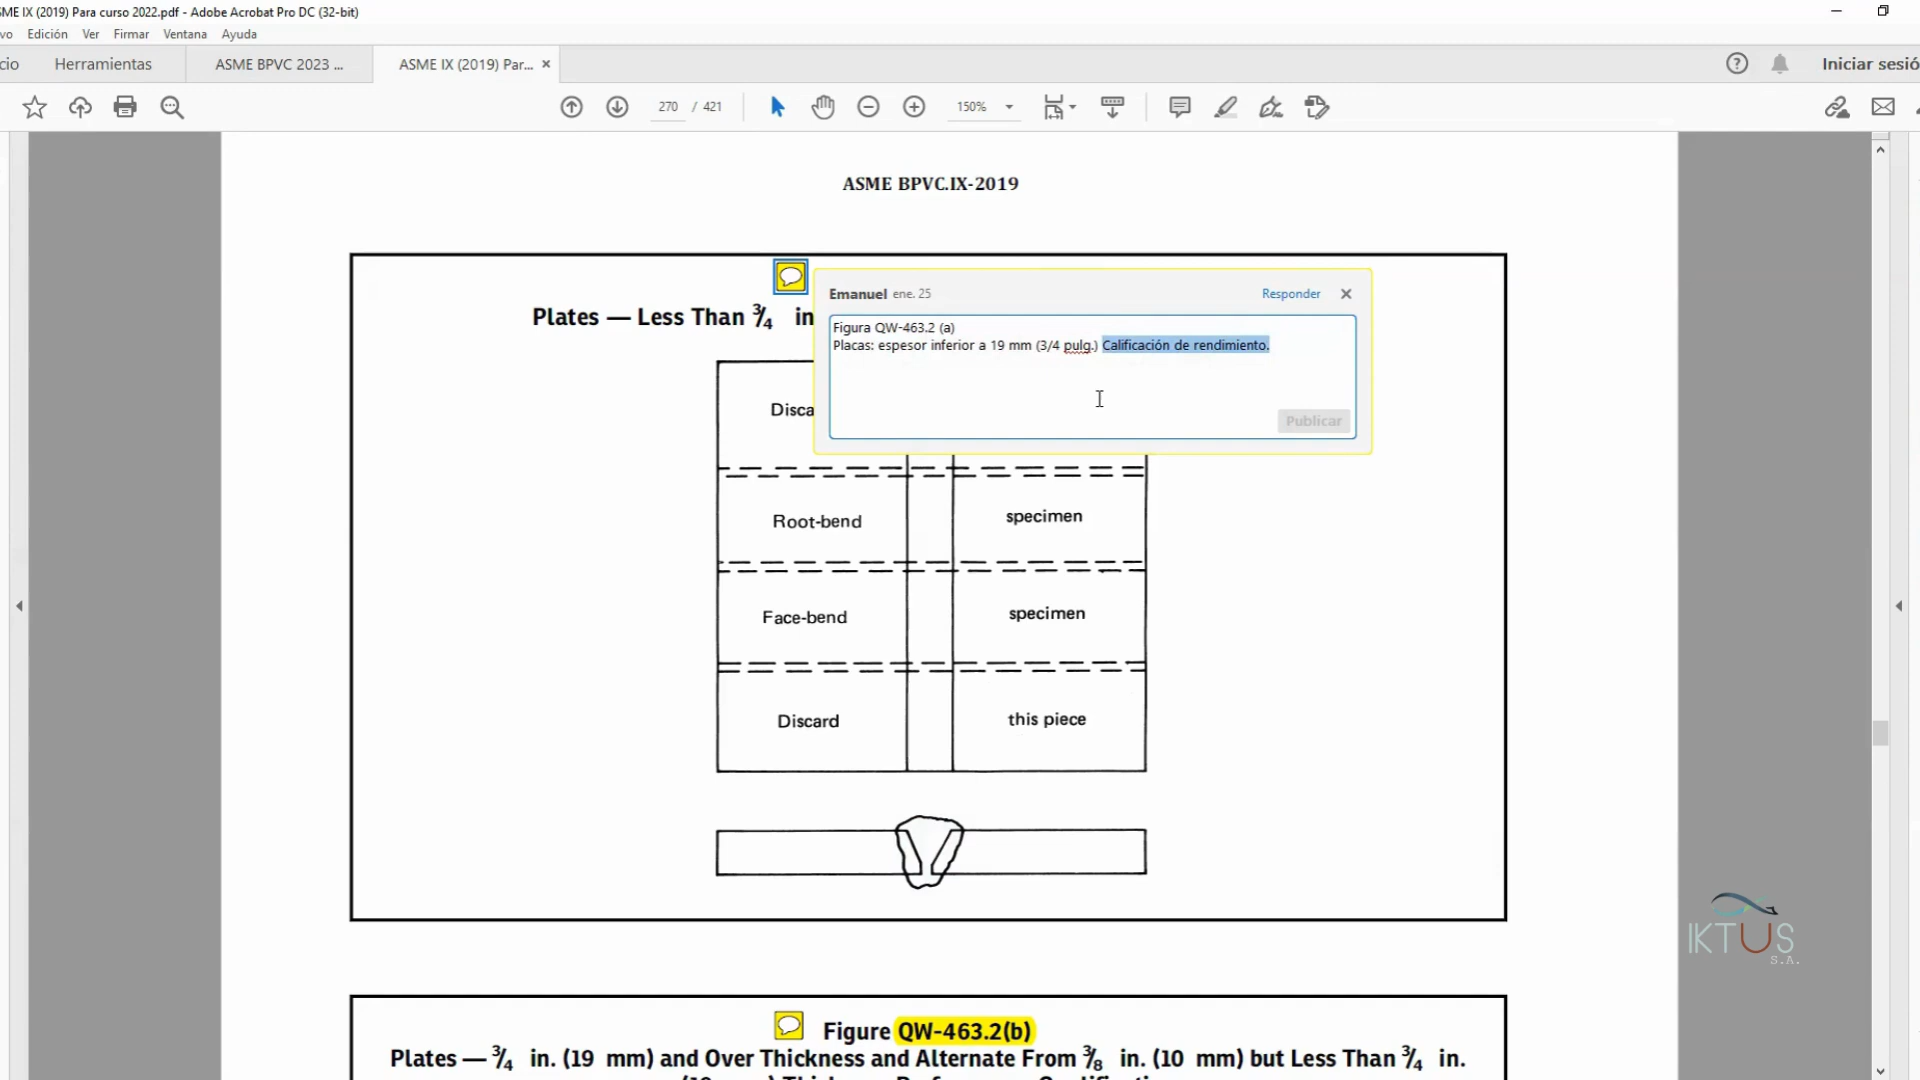 SME IX (2019) Para curso 2022.pdf - Adobe Acrobat Pro DC (32-bit)
vo Edición Ver Firmar Ventana Ayuda
cio Herramientas ASME BPVC 2023 ... ASME IX (2019) Par... × Iniciar sesió
270 / 421 150%
ASME BPVC.IX-2019
Plates — Less Than 3/4 in
Emanuel ene. 25 Responder
Figura QW-463.2 (a)
Placas: espesor inferior a 19 mm (3/4 pulg.) Calificación de rendimiento.
Publicar
Disca
Root-bend specimen
Face-bend specimen
Discard this piece
IKTUS
S.A.
Figure QW-463.2(b)
Plates — 3/4 in. (19 mm) and Over Thickness and Alternate From 3/8 in. (10 mm) but Less Than 3/4 in.